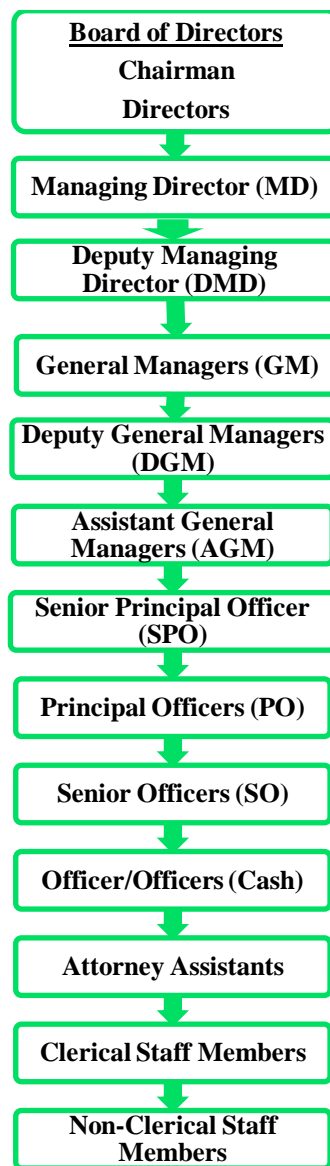 Board of Directors
Chairman
Directors
Managing Director (MD)
Deputy Managing
Director (DMD)
General Managers (GM)
Deputy General Managers
(DGM)
Assistant General
Managers (AGM)
Senior Principal Officer
(SPO)
Principal Officers (PO)
Senior Officers (SO)
Officer/Officers (Cash)
Attorney Assistants
Clerical Staff Members
Non-Clerical Staff
Members